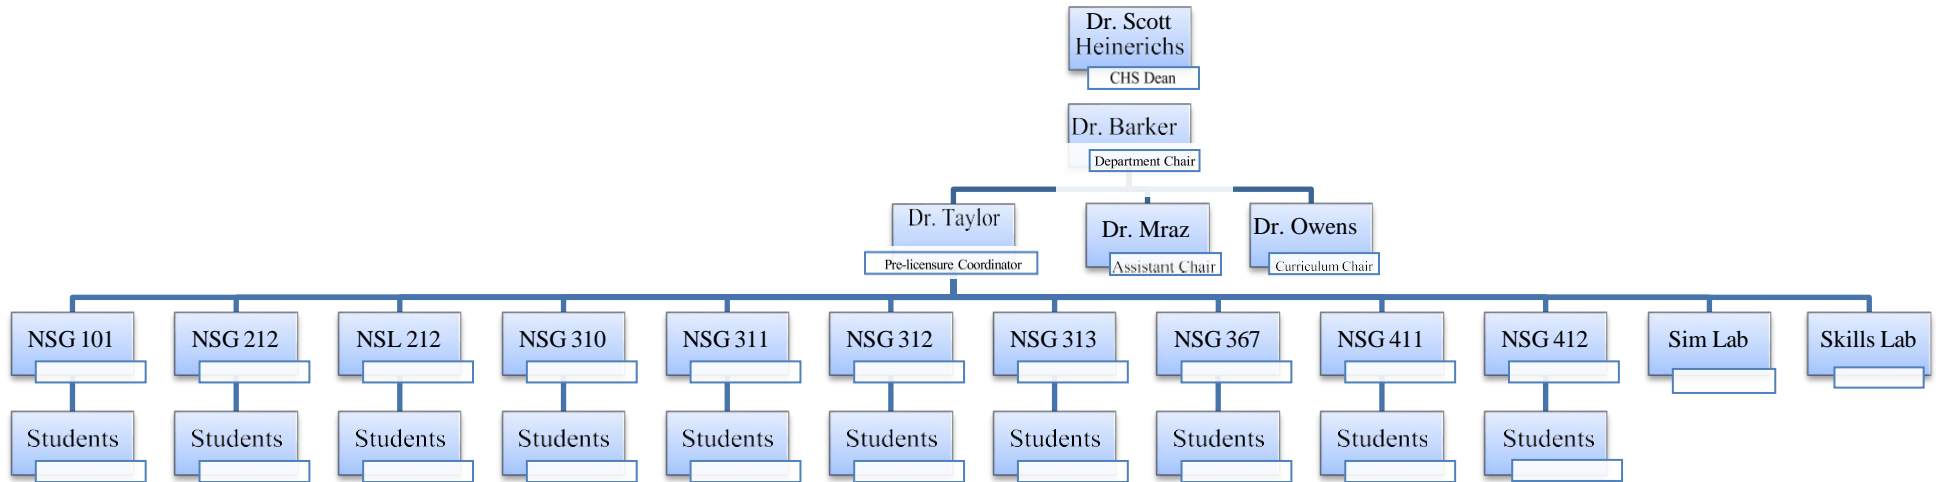 Dr. Scott
Heinerichs
CHS Dean
Dr. Barker
Department Chair
Dr. Taylor
Pre-licensure Coordinator
Dr. Mraz
Assistant Chair
Dr. Owens
Curriculum Chair
NSG 101
NSG 212
NSL 212
NSG 310
NSG 311
NSG 312
NSG 313
NSG 367
NSG 411
NSG 412
Sim Lab
Skills Lab
Students
Students
Students
Students
Students
Students
Students
Students
Students
Students